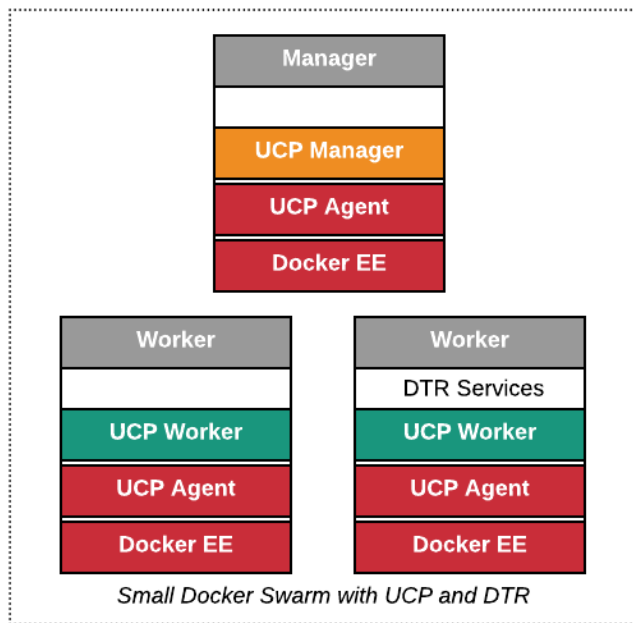 Manager
UCP Manager
UCP Agent
Docker EE
Worker
UCP Worker
UCP Agent
Docker EE
Worker
DTR Services
UCP Worker
UCP Agent
Docker EE
Small Docker Swarm with UCP and DTR